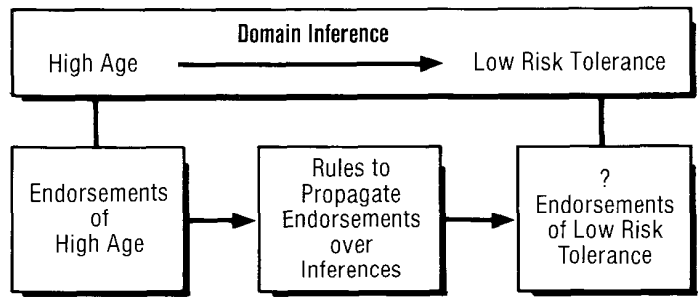 Domain Inference
High Age
Low Risk Tolerance
Endorsements
of
High Age
Rules to
Propagate
Endorsements
over
Inferences
?
Endorsements
of Low Risk
Tolerance